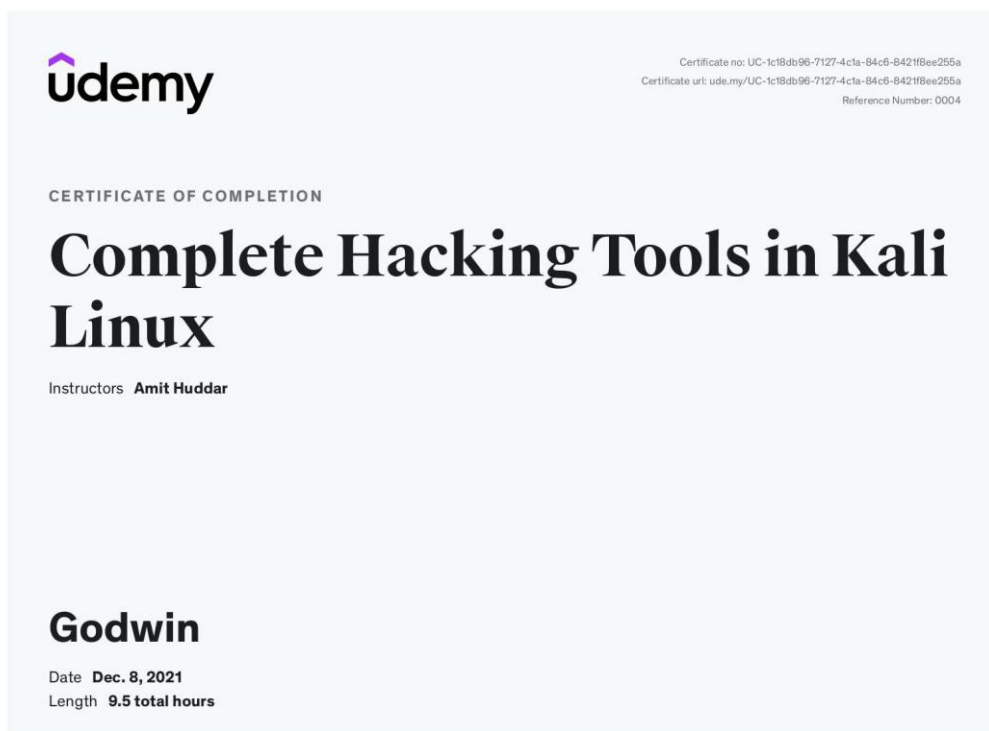 udemy
Certificate no: UC-1c18db96-7127-4c1a-84c6-8421f8ee255a
Certificate url: ude.my/UC-1c18db96-7127-4c1a-84c6-8421f8ee255a
Reference Number: 0004
CERTIFICATE OF COMPLETION
Complete Hacking Tools in Kali
Linux
Instructors Amit Huddar
Godwin
Date Dec. 8, 2021
Length 9.5 total hours